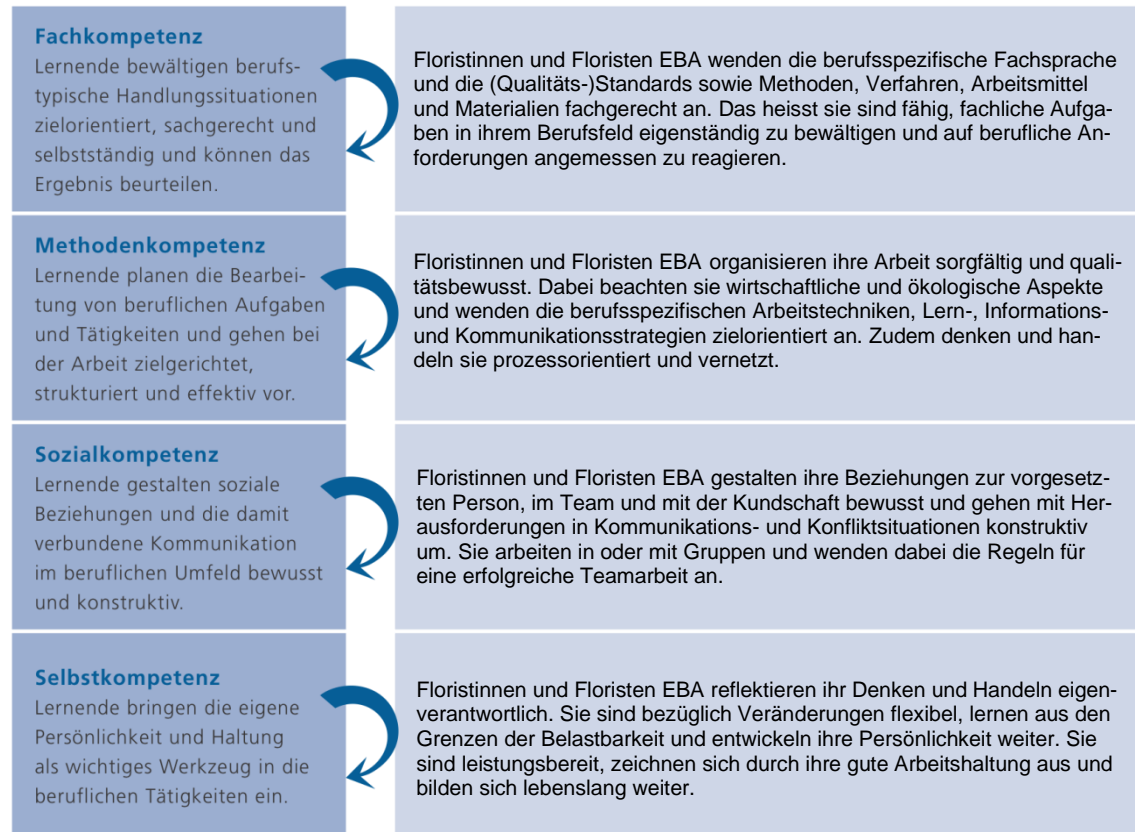 Fachkompetenz
Lernende bewältigen berufs-
typische Handlungssituationen
zielorientiert, sachgerecht und
selbstständig und können das
Ergebnis beurteilen.
Floristinnen und Floristen EBA wenden die berufsspezifische Fachsprache
und die (Qualitäts-)Standards sowie Methoden, Verfahren, Arbeitsmittel
und Materialien fachgerecht an. Das heisst sie sind fähig, fachliche Aufga-
ben in ihrem Berufsfeld eigenständig zu bewältigen und auf berufliche An-
forderungen angemessen zu reagieren.
Methodenkompetenz
Lernende planen die Bearbei-
tung von beruflichen Aufgaben
und Tätigkeiten und gehen bei
der Arbeit zielgerichtet,
strukturiert und effektiv vor.
Floristinnen und Floristen EBA organisieren ihre Arbeit sorgfältig und quali-
tätsbewusst. Dabei beachten sie wirtschaftliche und ökologische Aspekte
und wenden die berufsspezifischen Arbeitstechniken, Lern-, Informations-
und Kommunikationsstrategien zielorientiert an. Zudem denken und han-
deln sie prozessorientiert und vernetzt.
Sozialkompetenz
Lernende gestalten soziale
Beziehungen und die damit
verbundene Kommunikation
im beruflichen Umfeld bewusst
und konstruktiv.
Floristinnen und Floristen EBA gestalten ihre Beziehungen zur vorgesetz-
ten Person, im Team und mit der Kundschaft bewusst und gehen mit Her-
ausforderungen in Kommunikations- und Konfliktsituationen konstruktiv
um. Sie arbeiten in oder mit Gruppen und wenden dabei die Regeln für
eine erfolgreiche Teamarbeit an.
Selbstkompetenz
Lernende bringen die eigene
Persönlichkeit und Haltung
als wichtiges Werkzeug in die
beruflichen Tätigkeiten ein.
Floristinnen und Floristen EBA reflektieren ihr Denken und Handeln eigen-
verantwortlich. Sie sind bezüglich Veränderungen flexibel, lernen aus den
Grenzen der Belastbarkeit und entwickeln ihre Persönlichkeit weiter. Sie
sind leistungsbereit, zeichnen sich durch ihre gute Arbeitshaltung aus und
bilden sich lebenslang weiter.